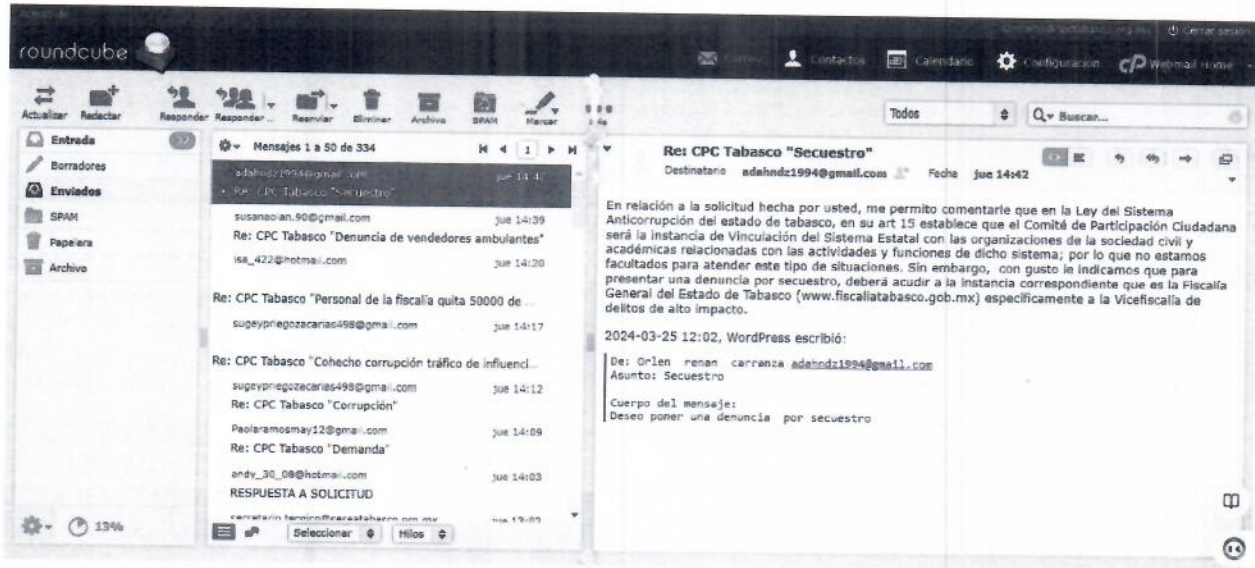 Cerrar sesión
roundcube
Contactos
Calendario
Configuración
cP Webmail Home
Actualizar
Redactar
Responder
Responder...
Reenviar
Eliminar
Archivo
SPAM
Marcar
Todos
Buscar...
Entrada
Borradores
Enviados
SPAM
Papelera
Archivo
13%
Mensajes 1 a 50 de 334
1
adahndz1994@gmail.com
jue 14:42
Re: CPC Tabasco "Secuestro"
jue 14:39
Re: CPC Tabasco "Denuncia de vendedores ambulantes"
isa_422@hotmail.com jue 14:20
Re: CPC Tabasco "Personal de la fiscalía quita 50000 de ...
sugeypriegozacarias498@gmail.com jue 14:17
Re: CPC Tabasco "Cohecho corrupción tráfico de influenci...
sugeypriegozacarias498@gmail.com jue 14:12
Re: CPC Tabasco "Corrupción"
Paolaramosmay12@gmail.com jue 14:09
Re: CPC Tabasco "Demanda"
andy_30_08@hotmail.com jue 14:03
RESPUESTA A SOLICITUD
Seleccionar
Hilos
Re: CPC Tabasco "Secuestro"
Destinatario adahndz1994@gmail.com Fecha jue 14:42
En relación a la solicitud hecha por usted, me permito comentarle que en la Ley del Sistema
Anticorrupción del estado de tabasco, en su art 15 establece que el Comité de Participación Ciudadana
será la instancia de Vinculación del Sistema Estatal con las organizaciones de la sociedad civil y
académicas relacionadas con las actividades y funciones de dicho sistema; por lo que no estamos
facultados para atender este tipo de situaciones. Sin embargo, con gusto le indicamos que para
presentar una denuncia por secuestro, deberá acudir a la instancia correspondiente que es la Fiscalía
General del Estado de Tabasco (www.fiscaliatabasco.gob.mx) específicamente a la Vicefiscalía de
delitos de alto impacto.
2024-03-25 12:02, WordPress escribió:
De: Orlen renan carranza adahndz1994@gmail.com
Asunto: Secuestro
Cuerpo del mensaje:
Deseo poner una denuncia por secuestro